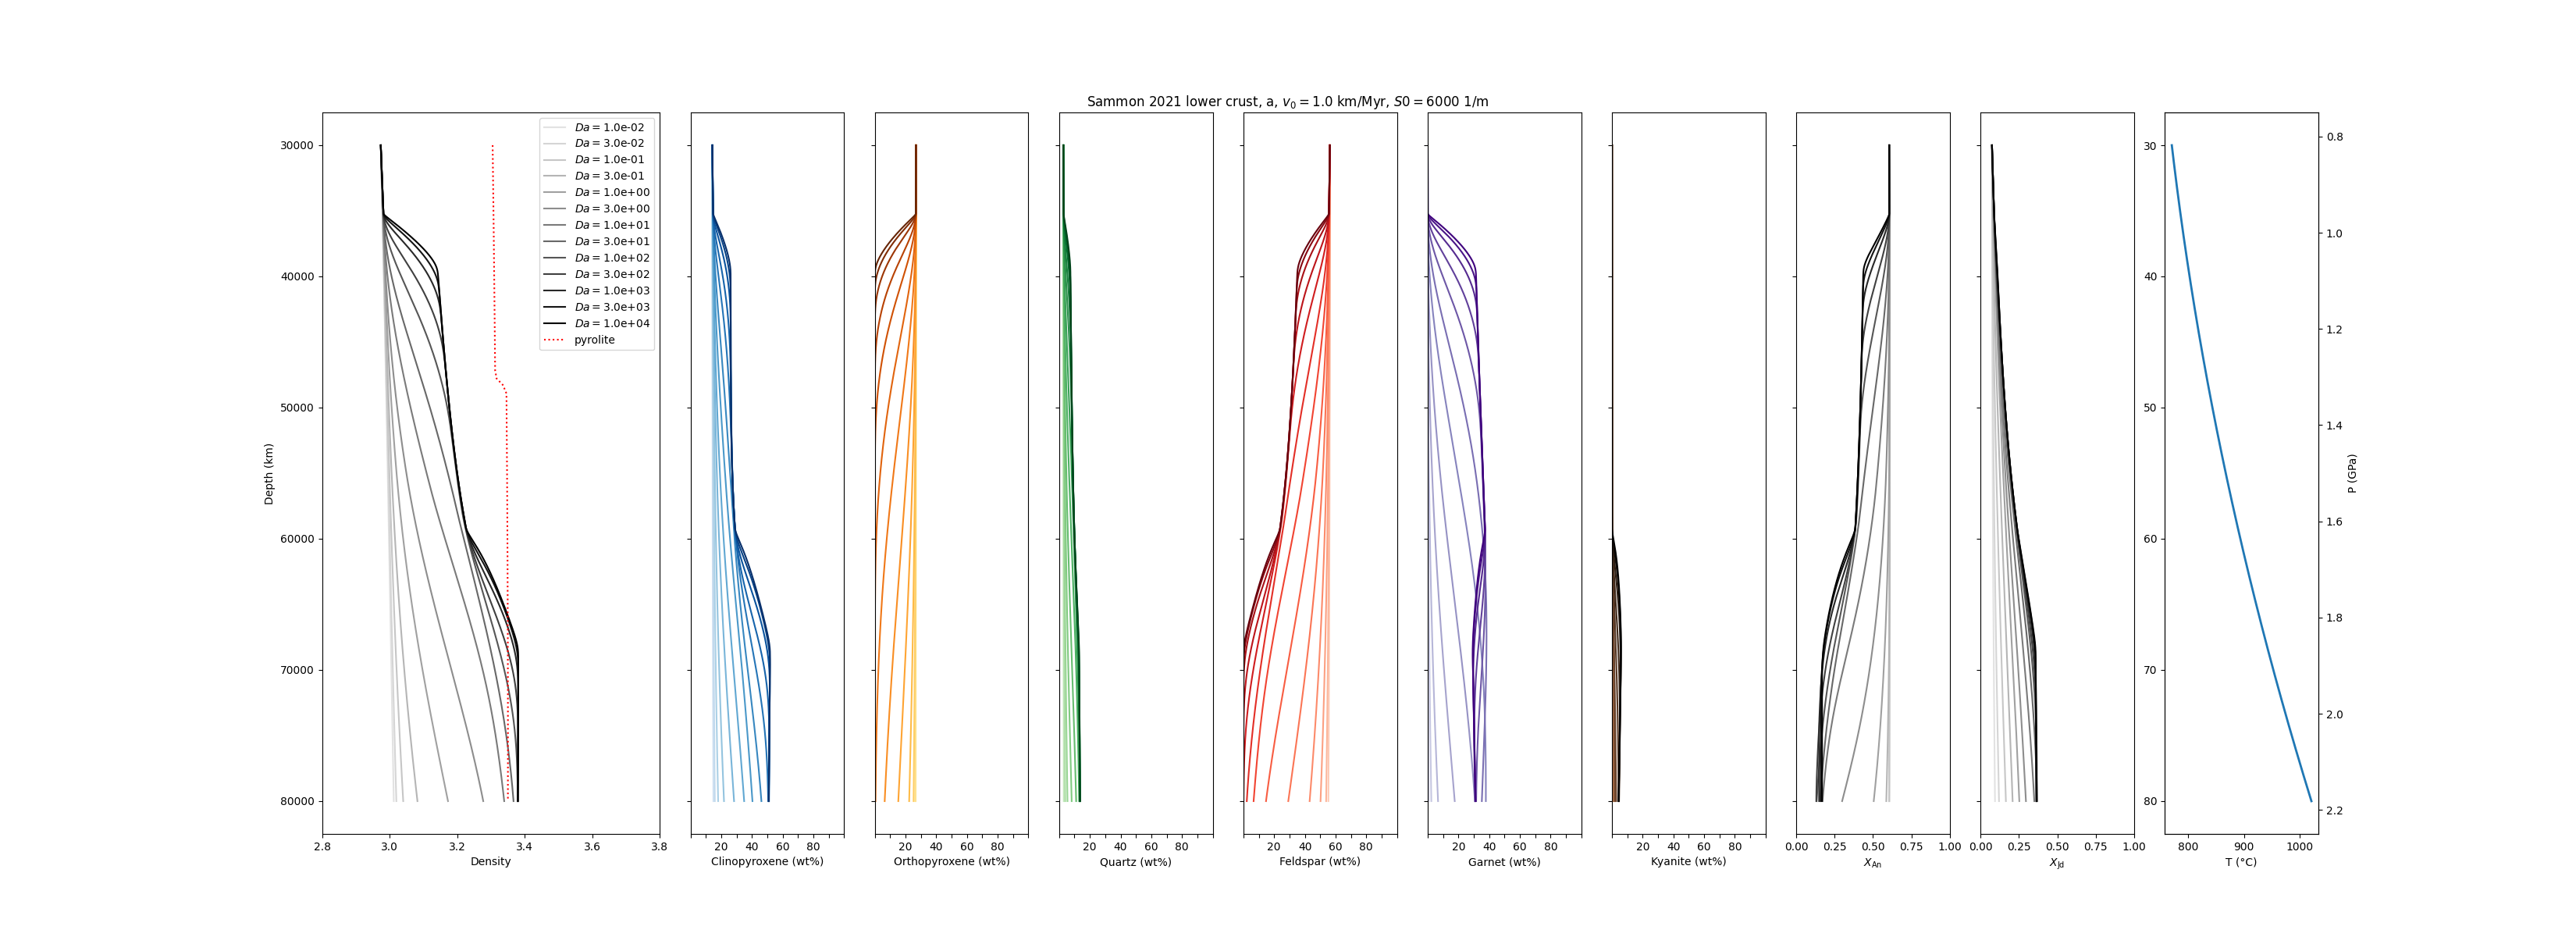 Sammon 2021 lower crust, a, v₀ = 1.0 km/Myr, S0 = 6000 1/m
Da = 1.0e-02
Da = 3.0e-02
Da = 1.0e-01
Da = 3.0e-01
Da = 1.0e+00
Da = 3.0e+00
Da = 1.0e+01
Da = 3.0e+01
Da = 1.0e+02
Da = 3.0e+02
Da = 1.0e+03
Da = 3.0e+03
Da = 1.0e+04
pyrolite
Depth (km)
30000
40000
50000
60000
70000
80000
2.8 3.0 3.2 3.4 3.6 3.8
Density
20 40 60 80
Clinopyroxene (wt%)
20 40 60 80
Orthopyroxene (wt%)
20 40 60 80
Quartz (wt%)
20 40 60 80
Feldspar (wt%)
20 40 60 80
Garnet (wt%)
20 40 60 80
Kyanite (wt%)
0.00 0.25 0.50 0.75 1.00
X_An
0.00 0.25 0.50 0.75 1.00
X_Jd
30
40
50
60
70
80
800 900 1000
T (°C)
0.8
1.0
1.2
1.4
1.6
1.8
2.0
2.2
P (GPa)